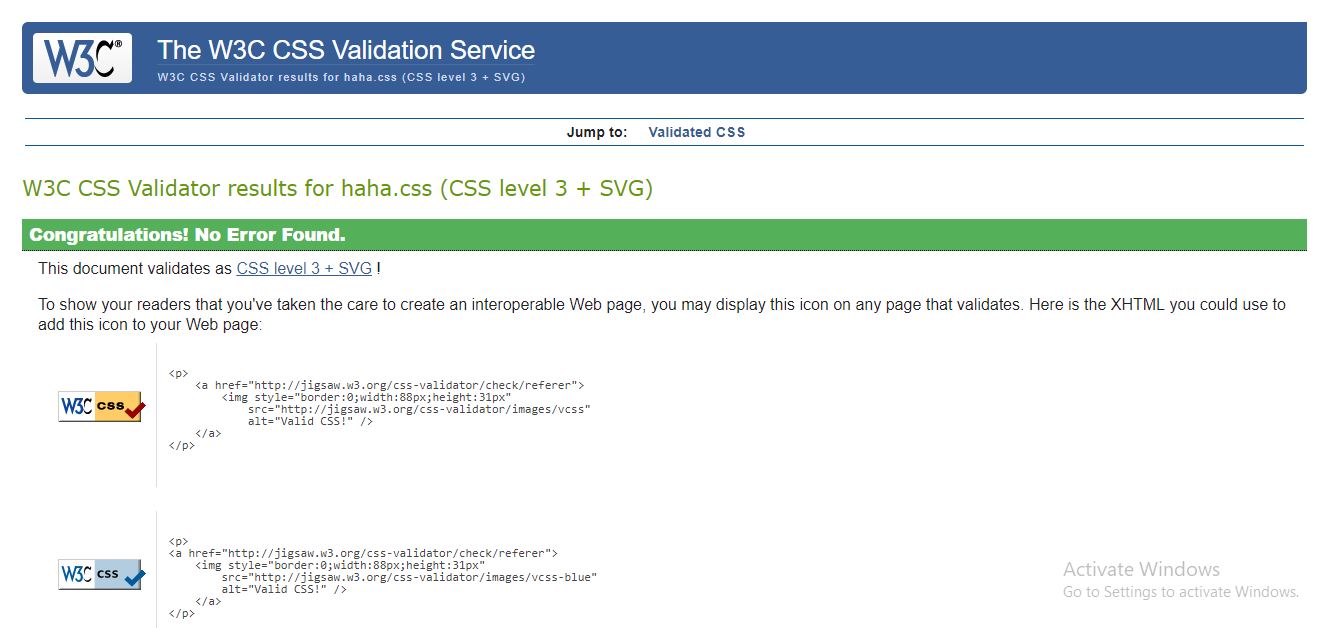 W3C®
The W3C CSS Validation Service
W3C CSS Validator results for haha.css (CSS level 3 + SVG)
Jump to: Validated CSS
W3C CSS Validator results for haha.css (CSS level 3 + SVG)
Congratulations! No Error Found.
This document validates as CSS level 3 + SVG !
To show your readers that you've taken the care to create an interoperable Web page, you may display this icon on any page that validates. Here is the XHTML you could use to
add this icon to your Web page:
W3C css
<p>
<a href="http://jigsaw.w3.org/css-validator/check/referer">
<img style="border:0;width:88px;height:31px"
src="http://jigsaw.w3.org/css-validator/images/vcss"
alt="Valid CSS!" />
</a>
</p>
W3C css
<p>
<a href="http://jigsaw.w3.org/css-validator/check/referer">
<img style="border:0;width:88px;height:31px"
src="http://jigsaw.w3.org/css-validator/images/vcss-blue"
alt="Valid CSS!" />
</a>
</p>
Activate Windows
Go to Settings to activate Windows.